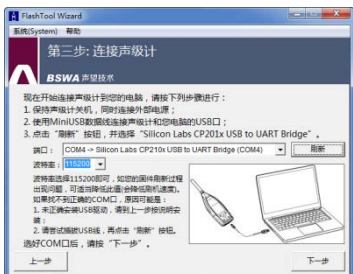 FlashTool Wizard
系统(System) 帮助
第三步: 连接声级计
BSWA 声望技术
现在开始连接声级计到您的电脑，请按下列步骤进行：
1. 保持声级计关机，同时连接外部电源；
2. 使用MiniUSB数据线连接声级计和您电脑的USB口；
3. 点击“刷新”按钮，并选择“Silicon Labs CP201x USB to UART Bridge”。
端口： COM4 -> Silicon Labs CP210x USB to UART Bridge (COM4) 刷新
波特率： 115200
波特率选择115200即可，如您的固件刷新过程
出现问题，可适当降低此值(会降低刷机速度)。
如果找不到正确的COM口，原因可能是：
1. 未正确安装USB驱动，请到上一步按说明安
装；
2. 请尝试插拔USB线，再点击“刷新”按钮。
选好COM口后，请按“下一步”。
上一步 下一步